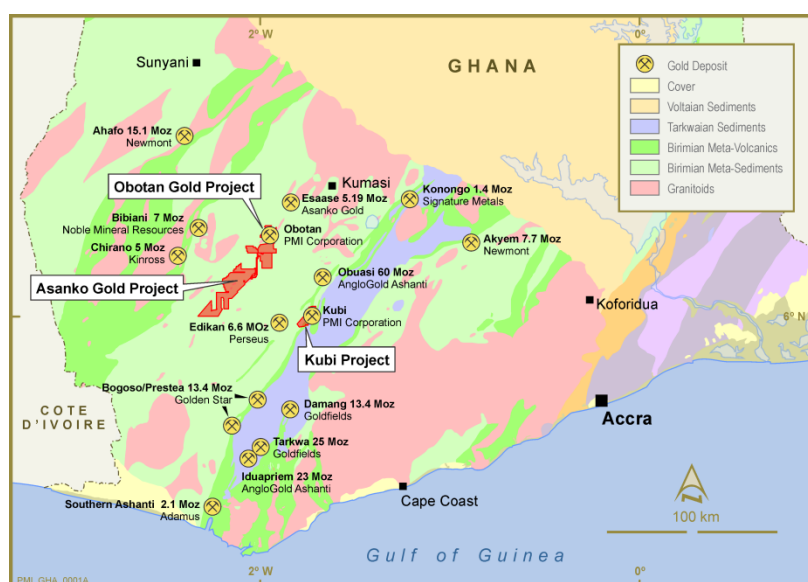 2° W
0°
GHANA
Sunyani
Gold Deposit
Cover
Voltaian Sediments
Tarkwaian Sediments
Birimian Meta-Volcanics
Birimian Meta-Sediments
Granitoids
Ahafo 15.1 Moz
Newmont
Obotan Gold Project
Kumasi
Esaase 5.19 Moz
Asanko Gold
Konongo 1.4 Moz
Signature Metals
Bibiani 7 Moz
Noble Mineral Resources
Obotan
PMI Corporation
Chirano 5 Moz
Kinross
Akyem 7.7 Moz
Newmont
Obuasi 60 Moz
AngloGold Ashanti
Asanko Gold Project
Koforidua
Kubi
PMI Corporation
6° N
Edikan 6.6 MOz
Perseus
Kubi Project
Bogoso/Prestea 13.4 Moz
Golden Star
COTE
D'IVOIRE
Damang 13.4 Moz
Goldfields
Accra
Tarkwa 25 Moz
Goldfields
Iduapriem 23 Moz
AngloGold Ashanti
Cape Coast
Southern Ashanti 2.1 Moz
Adamus
N
100 km
Gulf of Guinea
2° W
0°
PMI_GHA_0001A